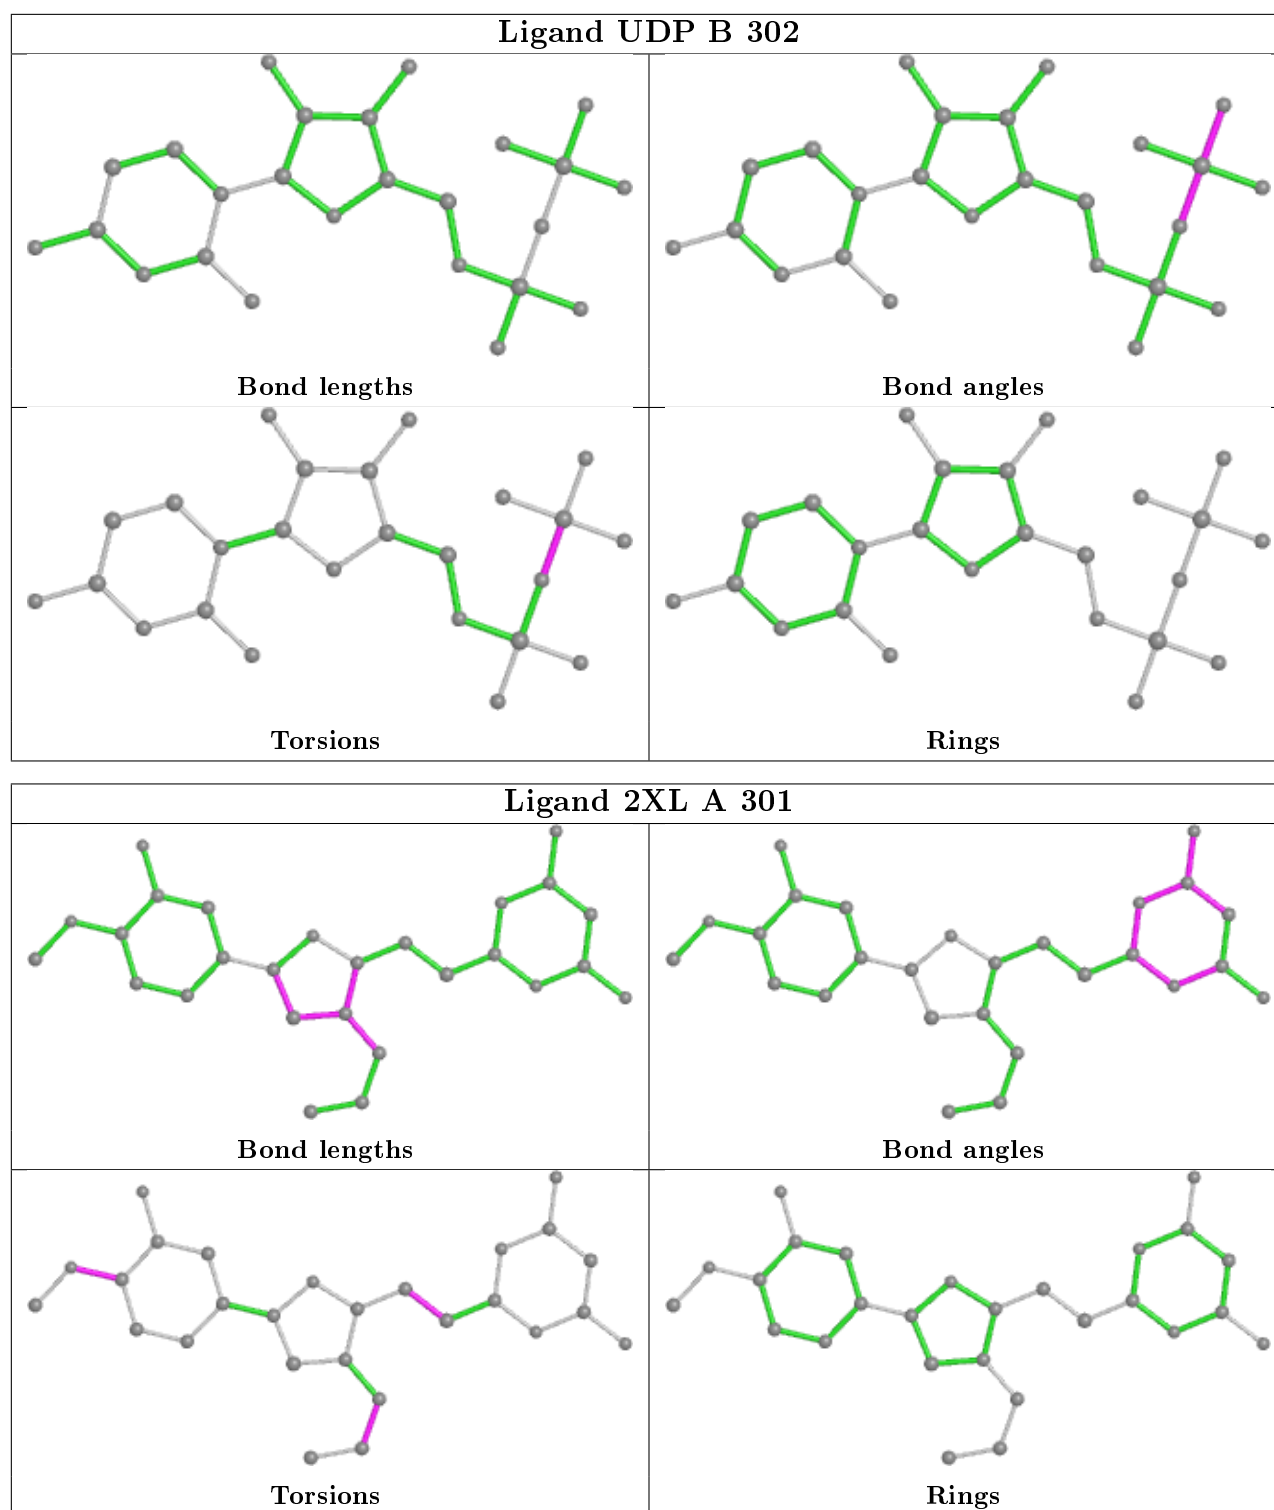 Ligand UDP B 302
Bond lengths
Bond angles
Torsions
Rings
Ligand 2XL A 301
Bond lengths
Bond angles
Torsions
Rings